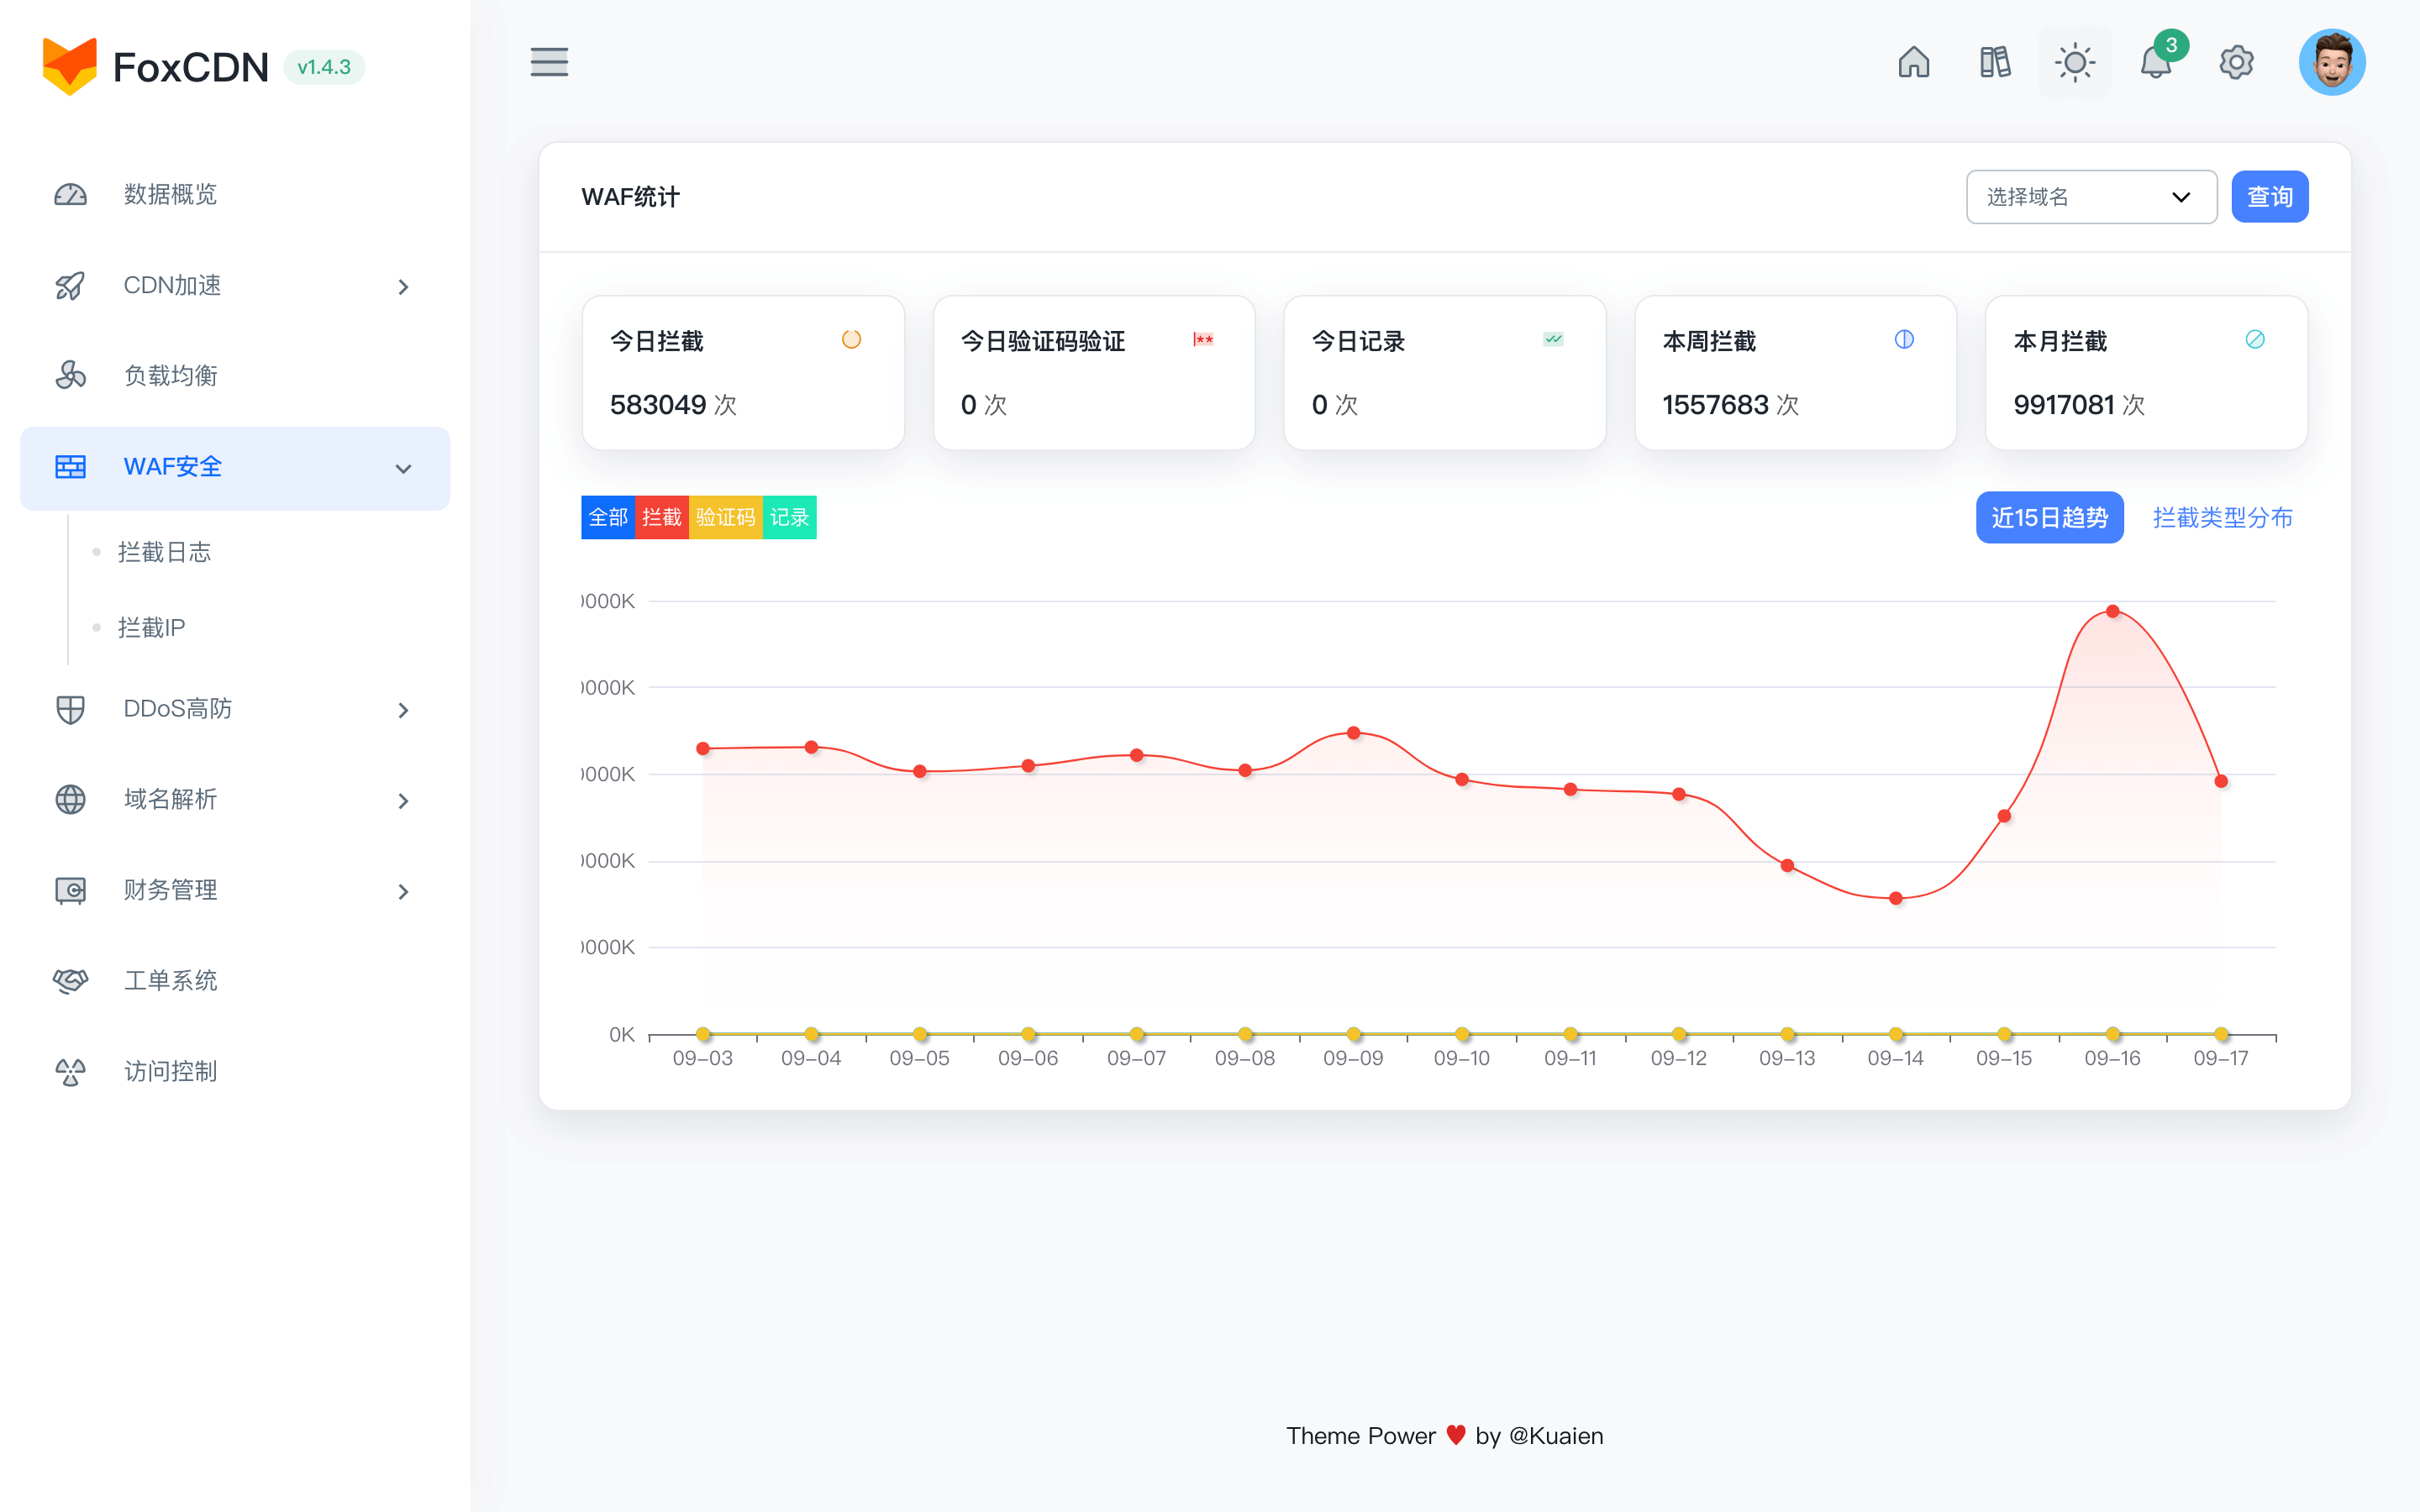 FoxCDN v1.4.3
3
数据概览
CDN加速
负载均衡
WAF安全
拦截日志
拦截IP
DDoS高防
域名解析
财务管理
工单系统
访问控制
WAF统计
选择域名
查询
今日拦截
583049 次
今日验证码验证
0 次
今日记录
0 次
本周拦截
1557683 次
本月拦截
9917081 次
全部 拦截 验证码 记录
近15日趋势 拦截类型分布
0000K
0000K
0000K
0000K
0000K
0K
09-03 09-04 09-05 09-06 09-07 09-08 09-09 09-10 09-11 09-12 09-13 09-14 09-15 09-16 09-17
Theme Power ♥ by @Kuaien